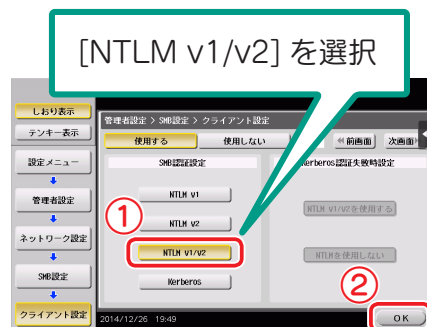 [NTLM v1/v2] を選択
しおり表示
テンキー表示
設定メニュー
管理者設定
ネットワーク設定
SMB設定
クライアント設定
管理者設定 > SMB設定 > クライアント設定
使用する
使用しない
前画面
次画面
SMB認証設定
Kerberos認証失敗時設定
NTLM v1
NTLM v2
NTLM v1/v2
Kerberos
NTLM v1/v2を使用する
NTLMを使用しない
①
②
2014/12/26 19:49
OK